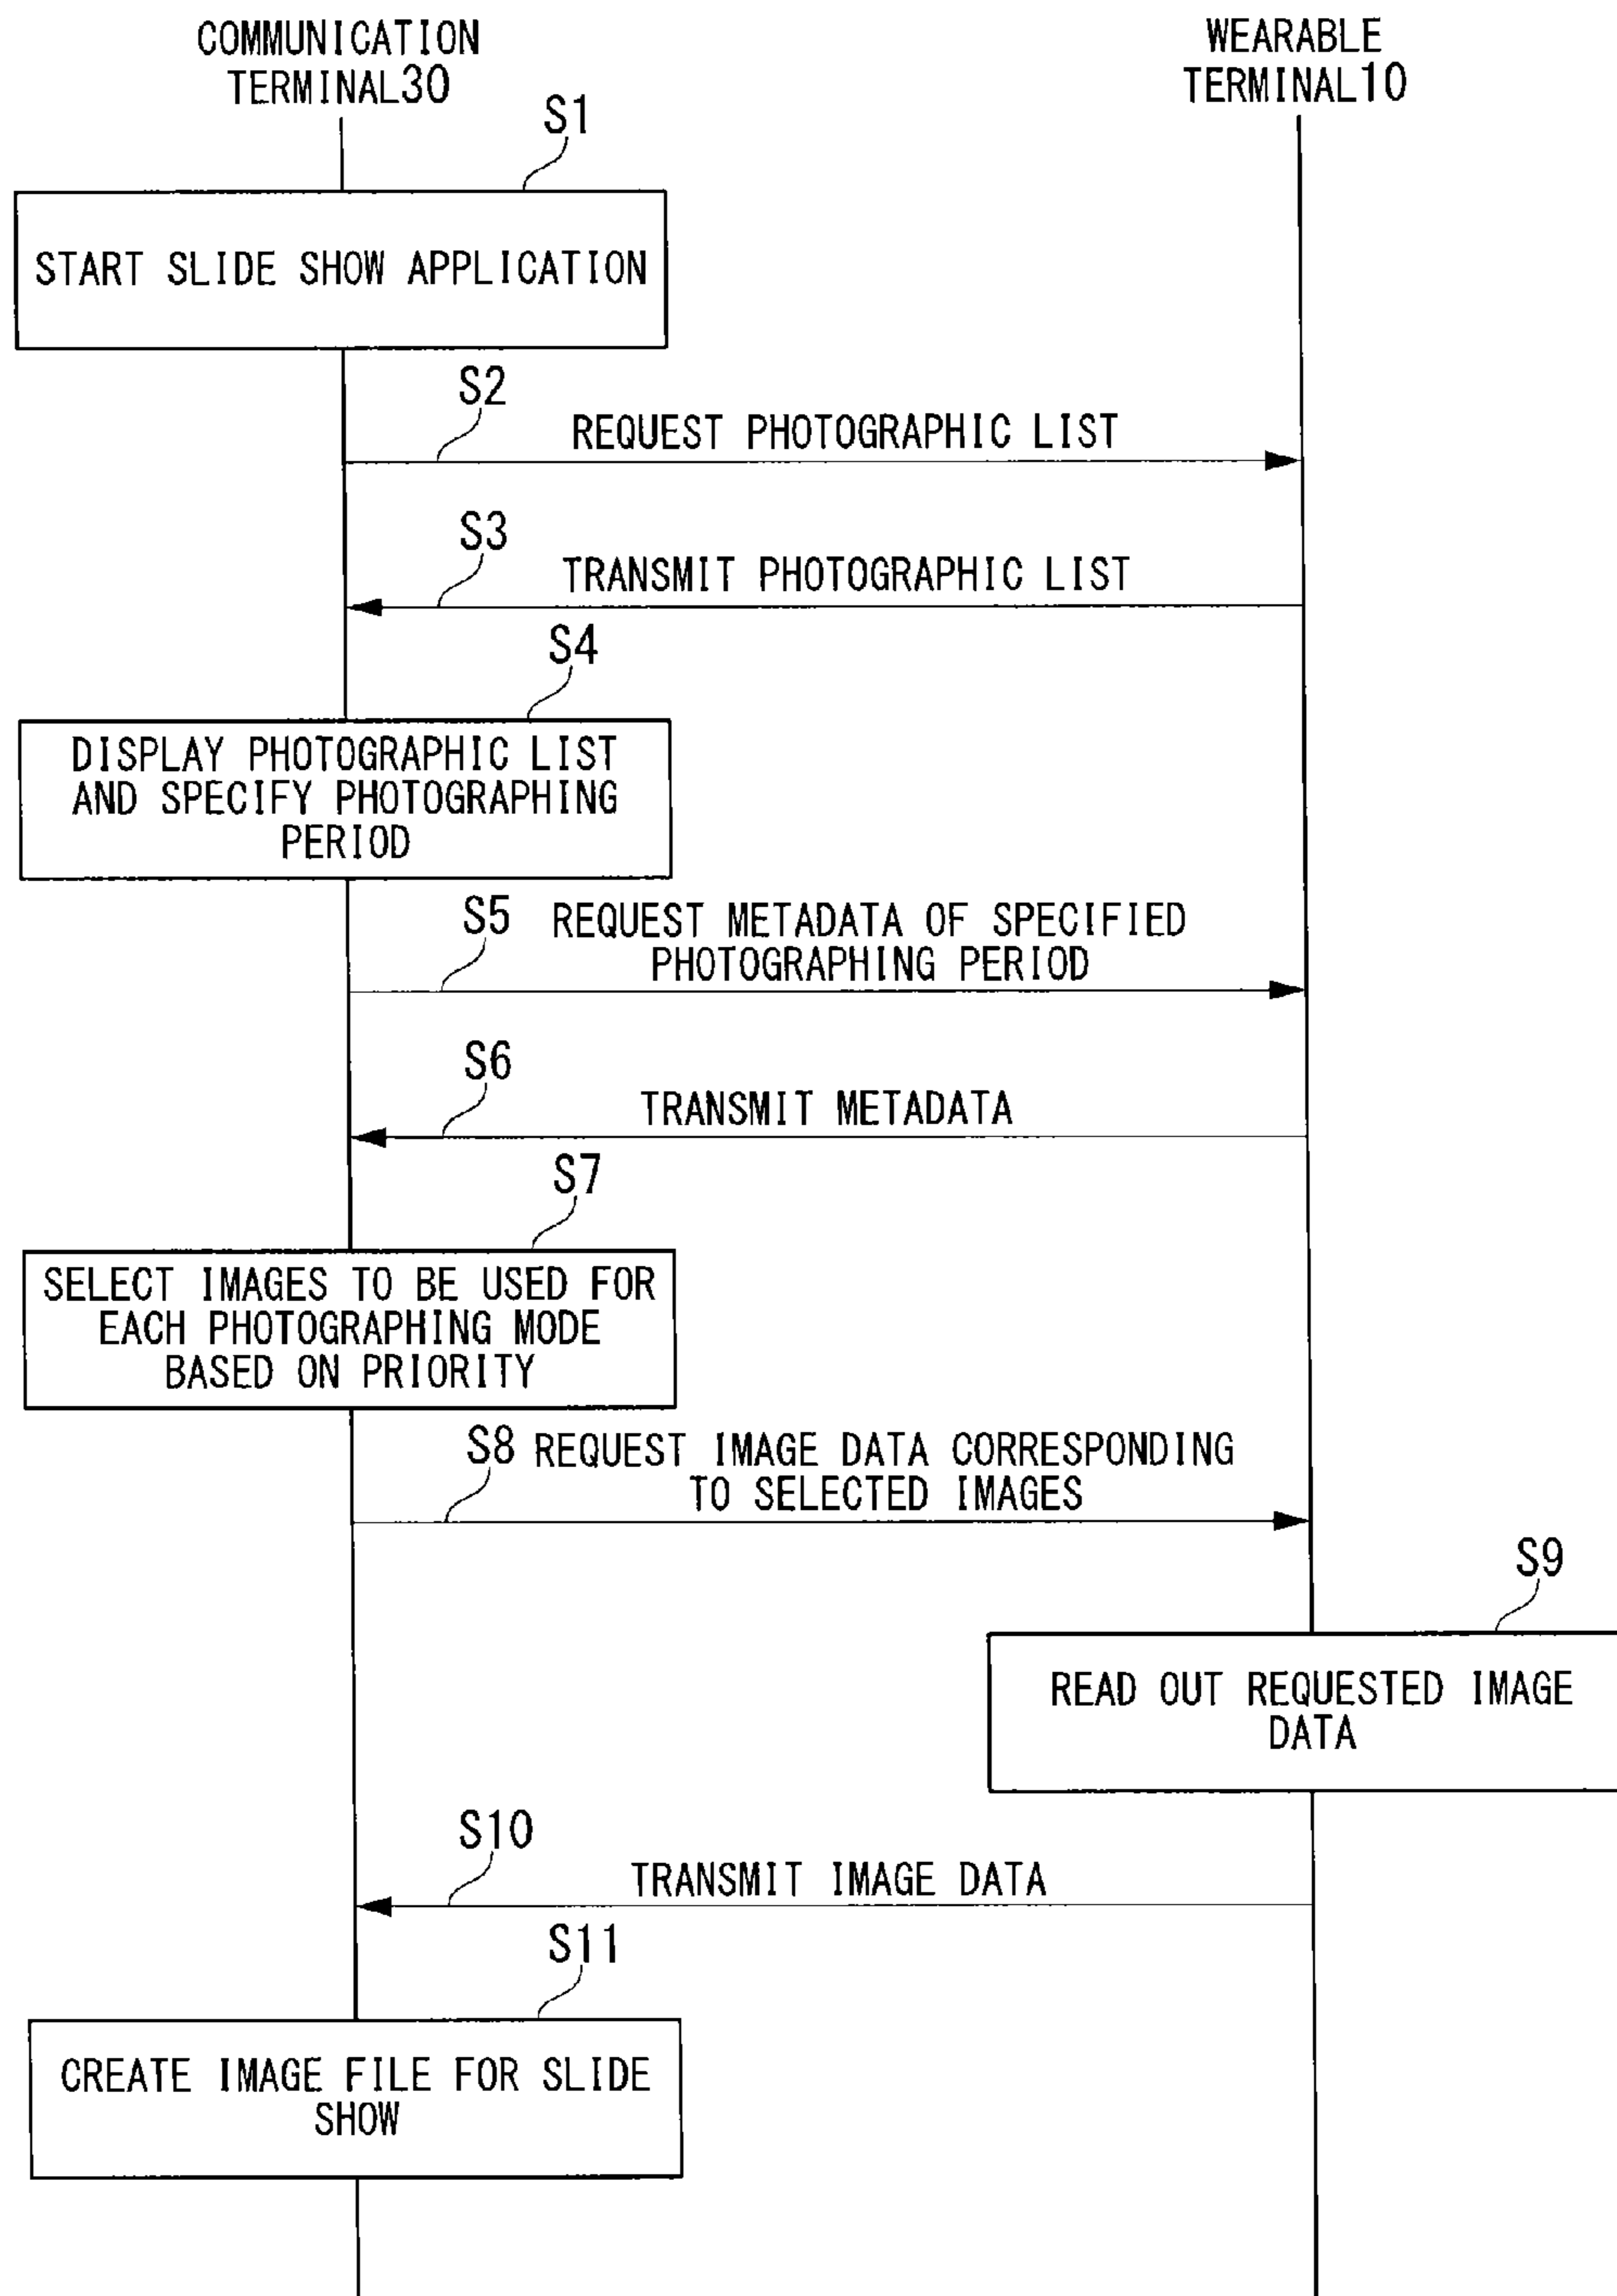 COMMUNICATION
TERMINAL30
WEARABLE
TERMINAL10
S1
START SLIDE SHOW APPLICATION
S2
REQUEST PHOTOGRAPHIC LIST
S3
TRANSMIT PHOTOGRAPHIC LIST
S4
DISPLAY PHOTOGRAPHIC LIST
AND SPECIFY PHOTOGRAPHING
PERIOD
S5
REQUEST METADATA OF SPECIFIED
PHOTOGRAPHING PERIOD
S6
TRANSMIT METADATA
S7
SELECT IMAGES TO BE USED FOR
EACH PHOTOGRAPHING MODE
BASED ON PRIORITY
S8
REQUEST IMAGE DATA CORRESPONDING
TO SELECTED IMAGES
S9
READ OUT REQUESTED IMAGE
DATA
S10
TRANSMIT IMAGE DATA
S11
CREATE IMAGE FILE FOR SLIDE
SHOW